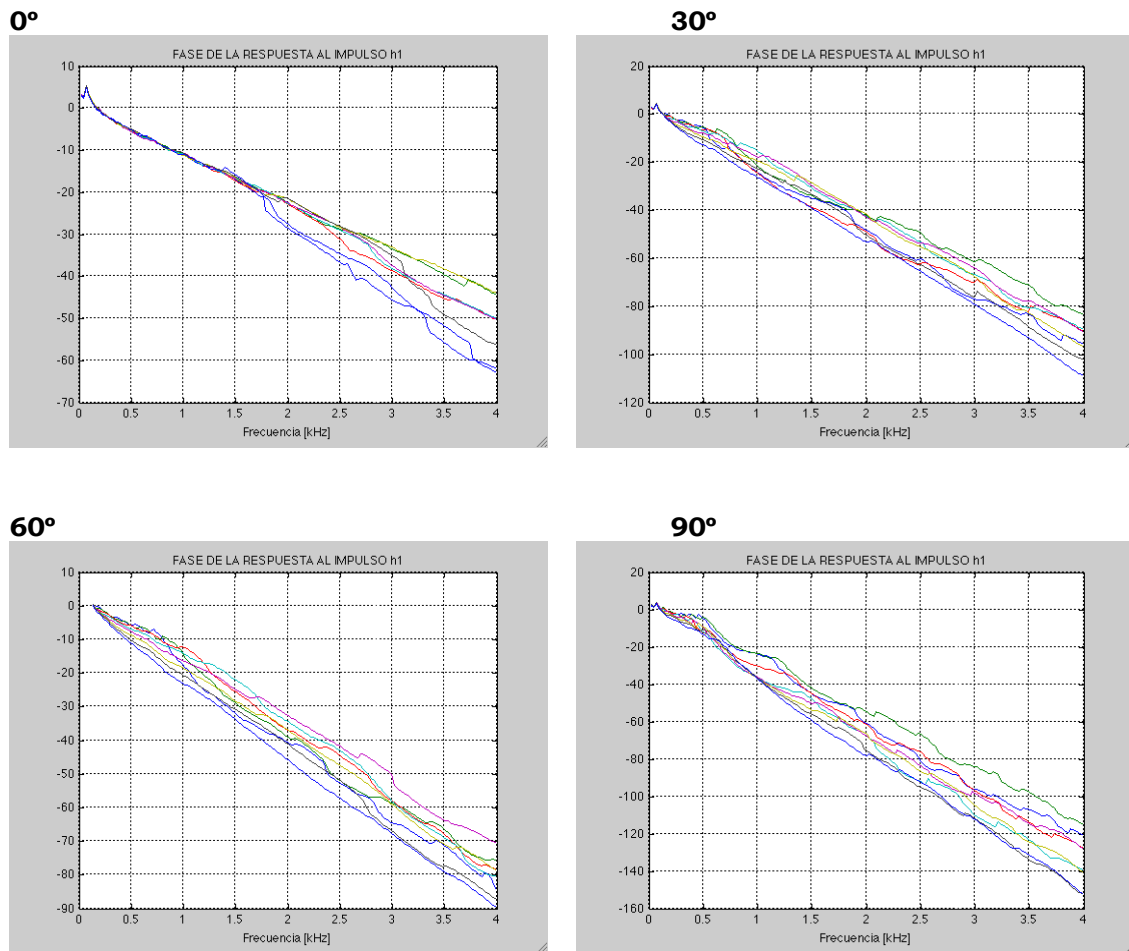 0º
30º
FASE DE LA RESPUESTA AL IMPULSO h1
10
0
-10
-20
-30
-40
-50
-60
-70
0 0.5 1 1.5 2 2.5 3 3.5 4
Frecuencia [kHz]
FASE DE LA RESPUESTA AL IMPULSO h1
20
0
-20
-40
-60
-80
-100
-120
0 0.5 1 1.5 2 2.5 3 3.5 4
Frecuencia [kHz]
60º
90º
FASE DE LA RESPUESTA AL IMPULSO h1
10
0
-10
-20
-30
-40
-50
-60
-70
-80
-90
0 0.5 1 1.5 2 2.5 3 3.5 4
Frecuencia [kHz]
FASE DE LA RESPUESTA AL IMPULSO h1
20
0
-20
-40
-60
-80
-100
-120
-140
-160
0 0.5 1 1.5 2 2.5 3 3.5 4
Frecuencia [kHz]